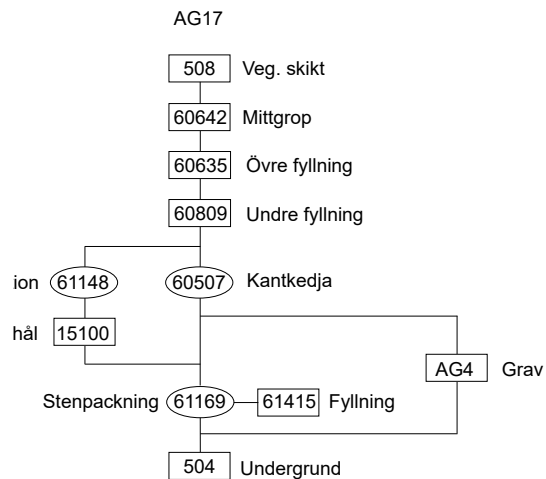 AG17
508 Veg. skikt
60642 Mittgrop
60635 Övre fyllning
60809 Undre fyllning
ion 61148 60507 Kantkedja
hål 15100
AG4 Grav
Stenpackning 61169 61415 Fyllning
504 Undergrund